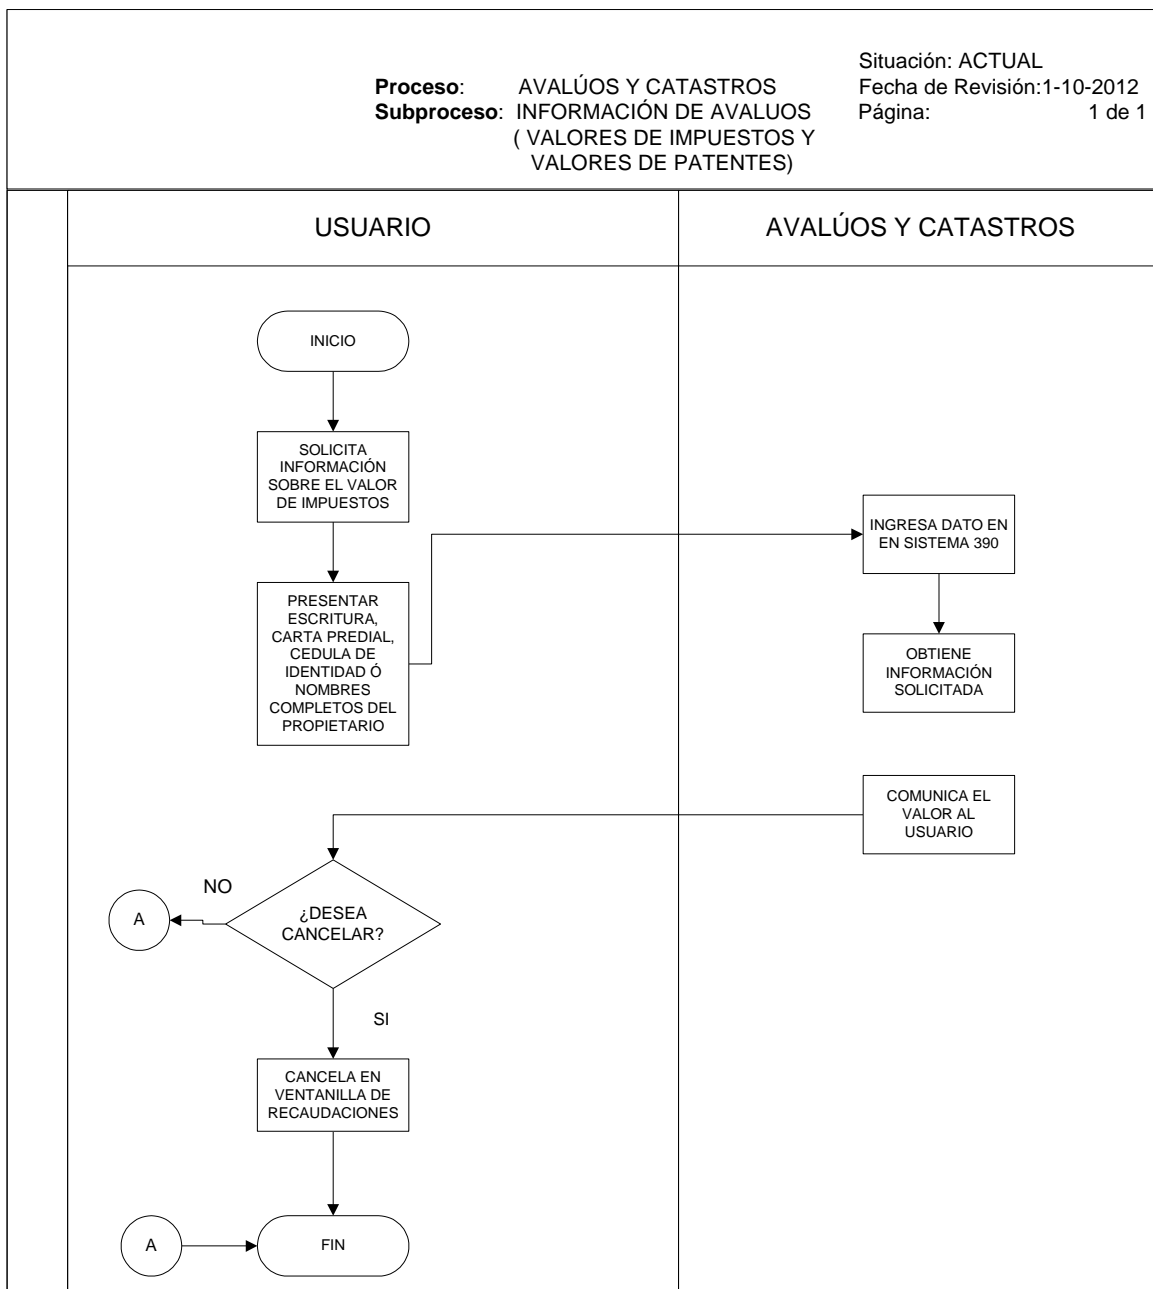 Situación: ACTUAL
Proceso: AVALÚOS Y CATASTROS
Fecha de Revisión:1-10-2012
Subproceso: INFORMACIÓN DE AVALUOS
Página: 1 de 1
( VALORES DE IMPUESTOS Y
VALORES DE PATENTES)
USUARIO
AVALÚOS Y CATASTROS
INICIO
SOLICITA
INFORMACIÓN
SOBRE EL VALOR
DE IMPUESTOS
INGRESA DATO EN
EN SISTEMA 390
PRESENTAR
ESCRITURA,
CARTA PREDIAL,
CEDULA DE
IDENTIDAD Ó
NOMBRES
COMPLETOS DEL
PROPIETARIO
OBTIENE
INFORMACIÓN
SOLICITADA
COMUNICA EL
VALOR AL
USUARIO
NO
A
¿DESEA
CANCELAR?
SI
CANCELA EN
VENTANILLA DE
RECAUDACIONES
A
FIN